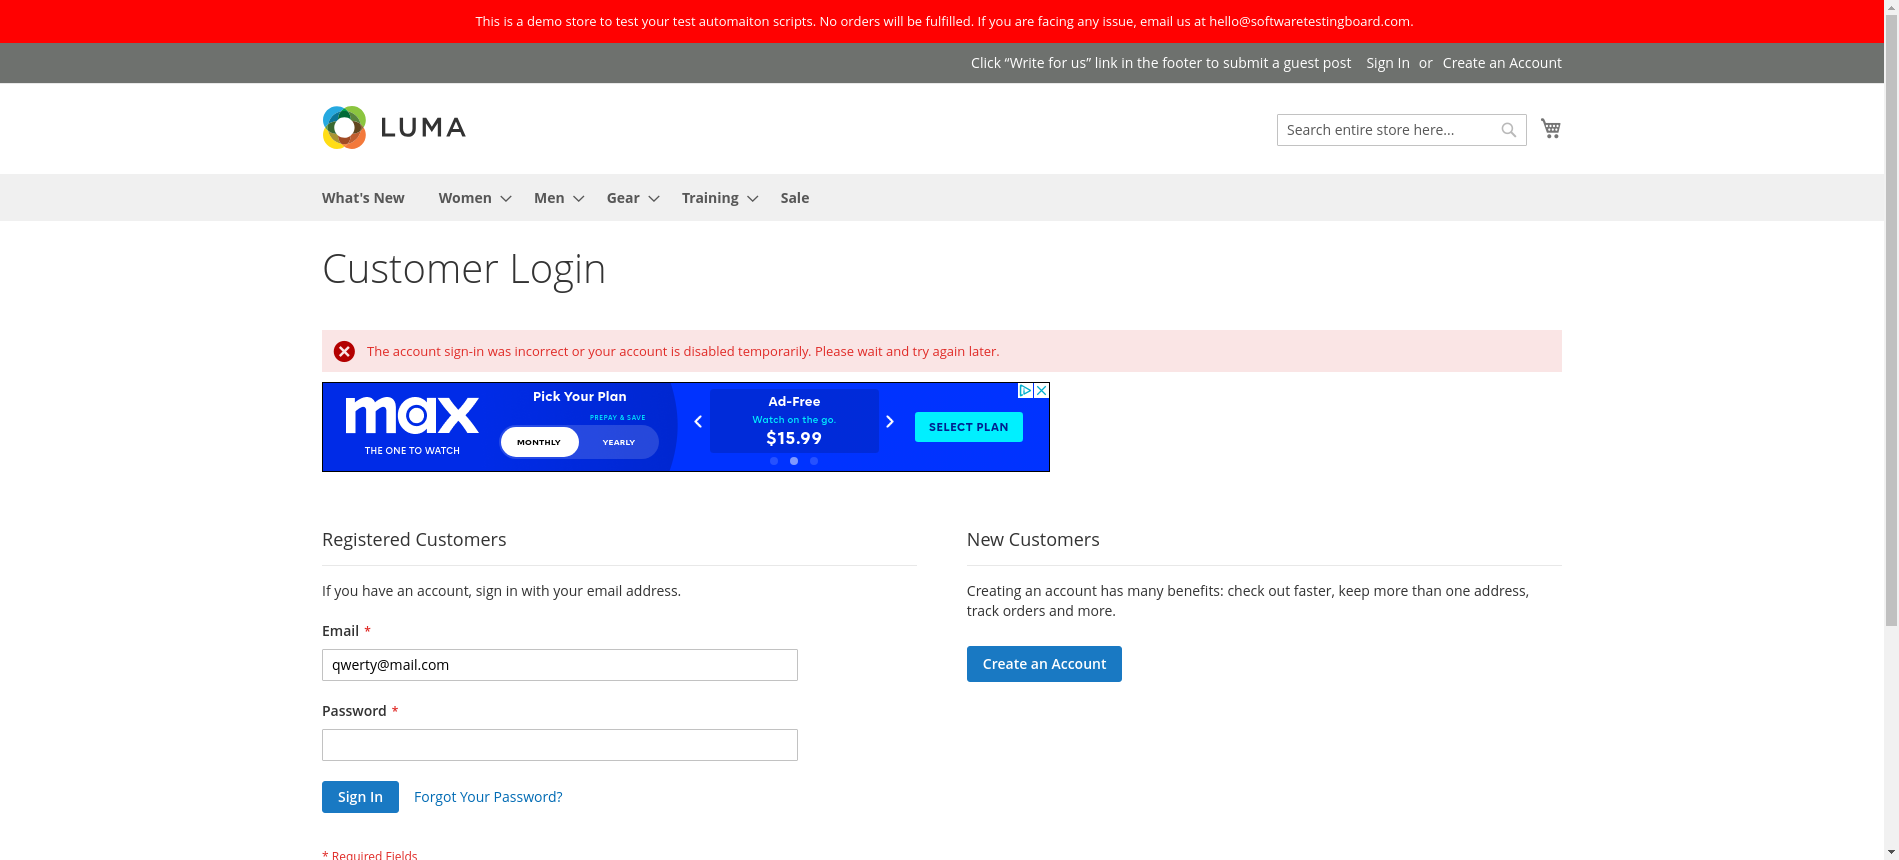 This is a demo store to test your test automaiton scripts. No orders will be fulfilled. If you are facing any issue, email us at hello@softwaretestingboard.com.
Click “Write for us” link in the footer to submit a guest post Sign In or Create an Account
LUMA
Search entire store here...
What's New Women Men Gear Training Sale
Customer Login
The account sign-in was incorrect or your account is disabled temporarily. Please wait and try again later.
max
THE ONE TO WATCH
Pick Your Plan
PREPAY & SAVE
MONTHLY YEARLY
Ad-Free
Watch on the go.
$15.99
SELECT PLAN
Registered Customers
If you have an account, sign in with your email address.
Email *
qwerty@mail.com
Password *
Sign In Forgot Your Password?
* Required Fields
New Customers
Creating an account has many benefits: check out faster, keep more than one address,
track orders and more.
Create an Account